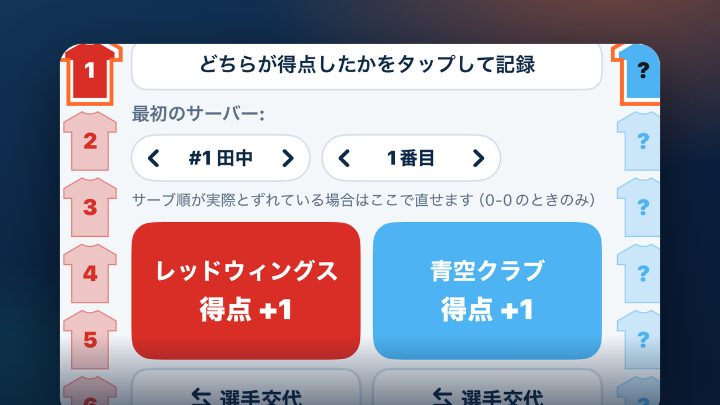 どちらが得点したかをタップして記録
最初のサーバー:
#1 田中
1番目
サーブ順が実際とずれている場合はここで直せます（0-0 のときのみ）
1
2
3
4
5
6
レッドウィングス
得点 +1
青空クラブ
得点 +1
選手交代
選手交代
?
?
?
?
?
?